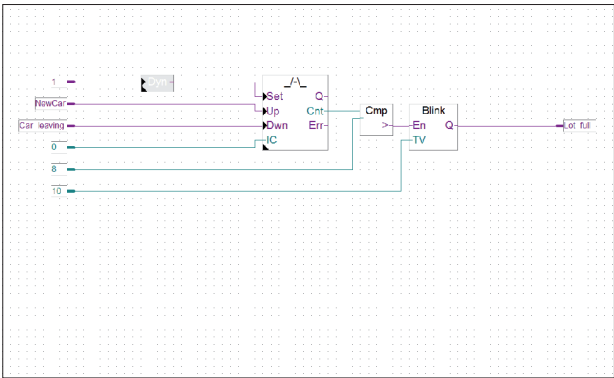 1
Dyn
_/-\_
Set Q
NewCar
Up Cnt
Cmp
Blink
Car leaving
Dwn Err
>
En Q
Lot full
0
IC
TV
8
10